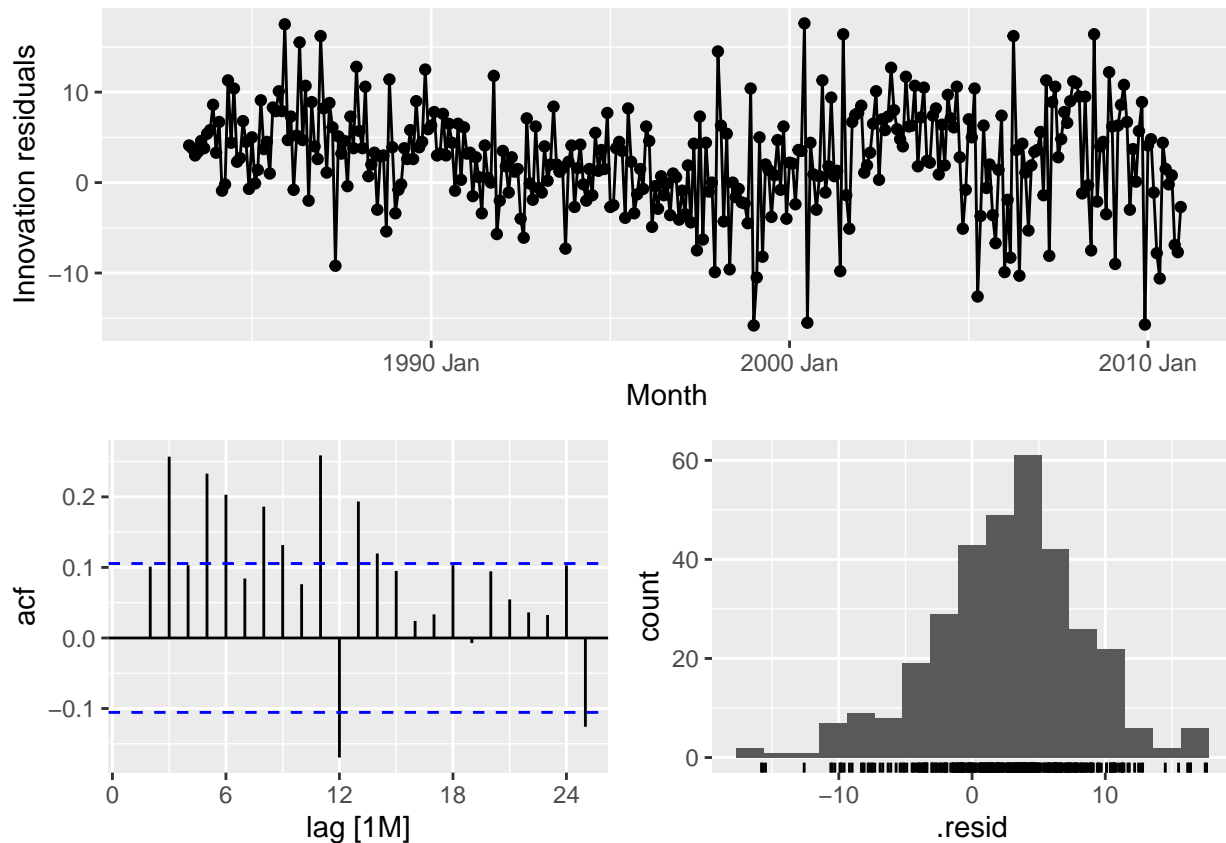 Innovation residuals
10
0
−10
1990 Jan
2000 Jan
2010 Jan
Month
acf
0.2
0.1
0.0
−0.1
0
6
12
18
24
lag [1M]
count
60
40
20
0
−10
0
10
.resid